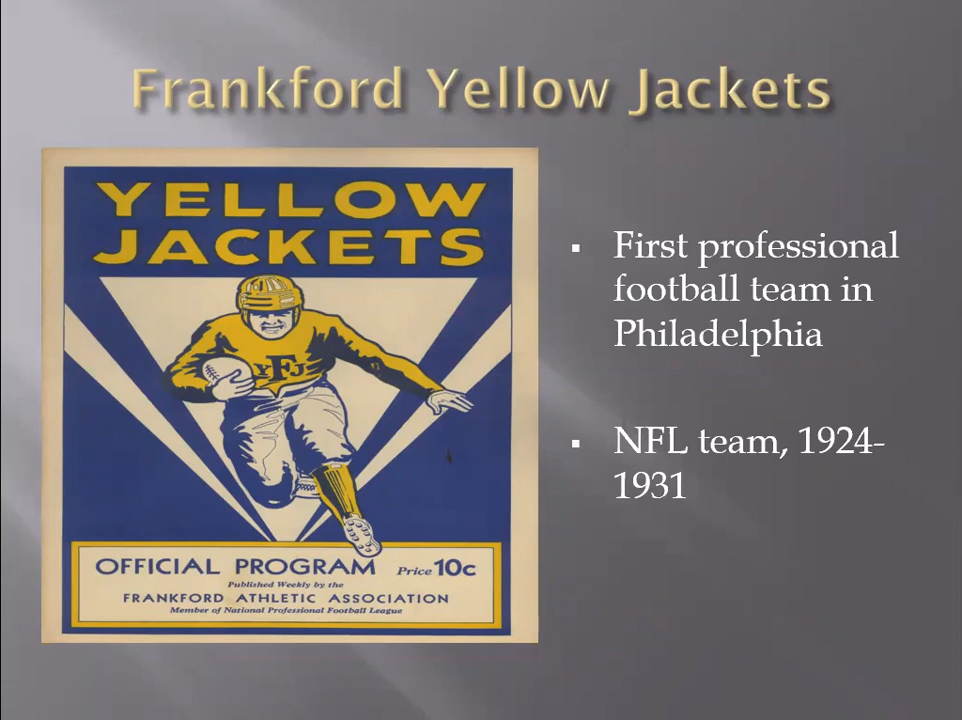 Frankford Yellow Jackets
YELLOW
JACKETS
YFJ
OFFICIAL PROGRAM Price 10c
Published Weekly by the
FRANKFORD ATHLETIC ASSOCIATION
Member of National Professional Football League
▪ First professional
football team in
Philadelphia
▪ NFL team, 1924-
1931